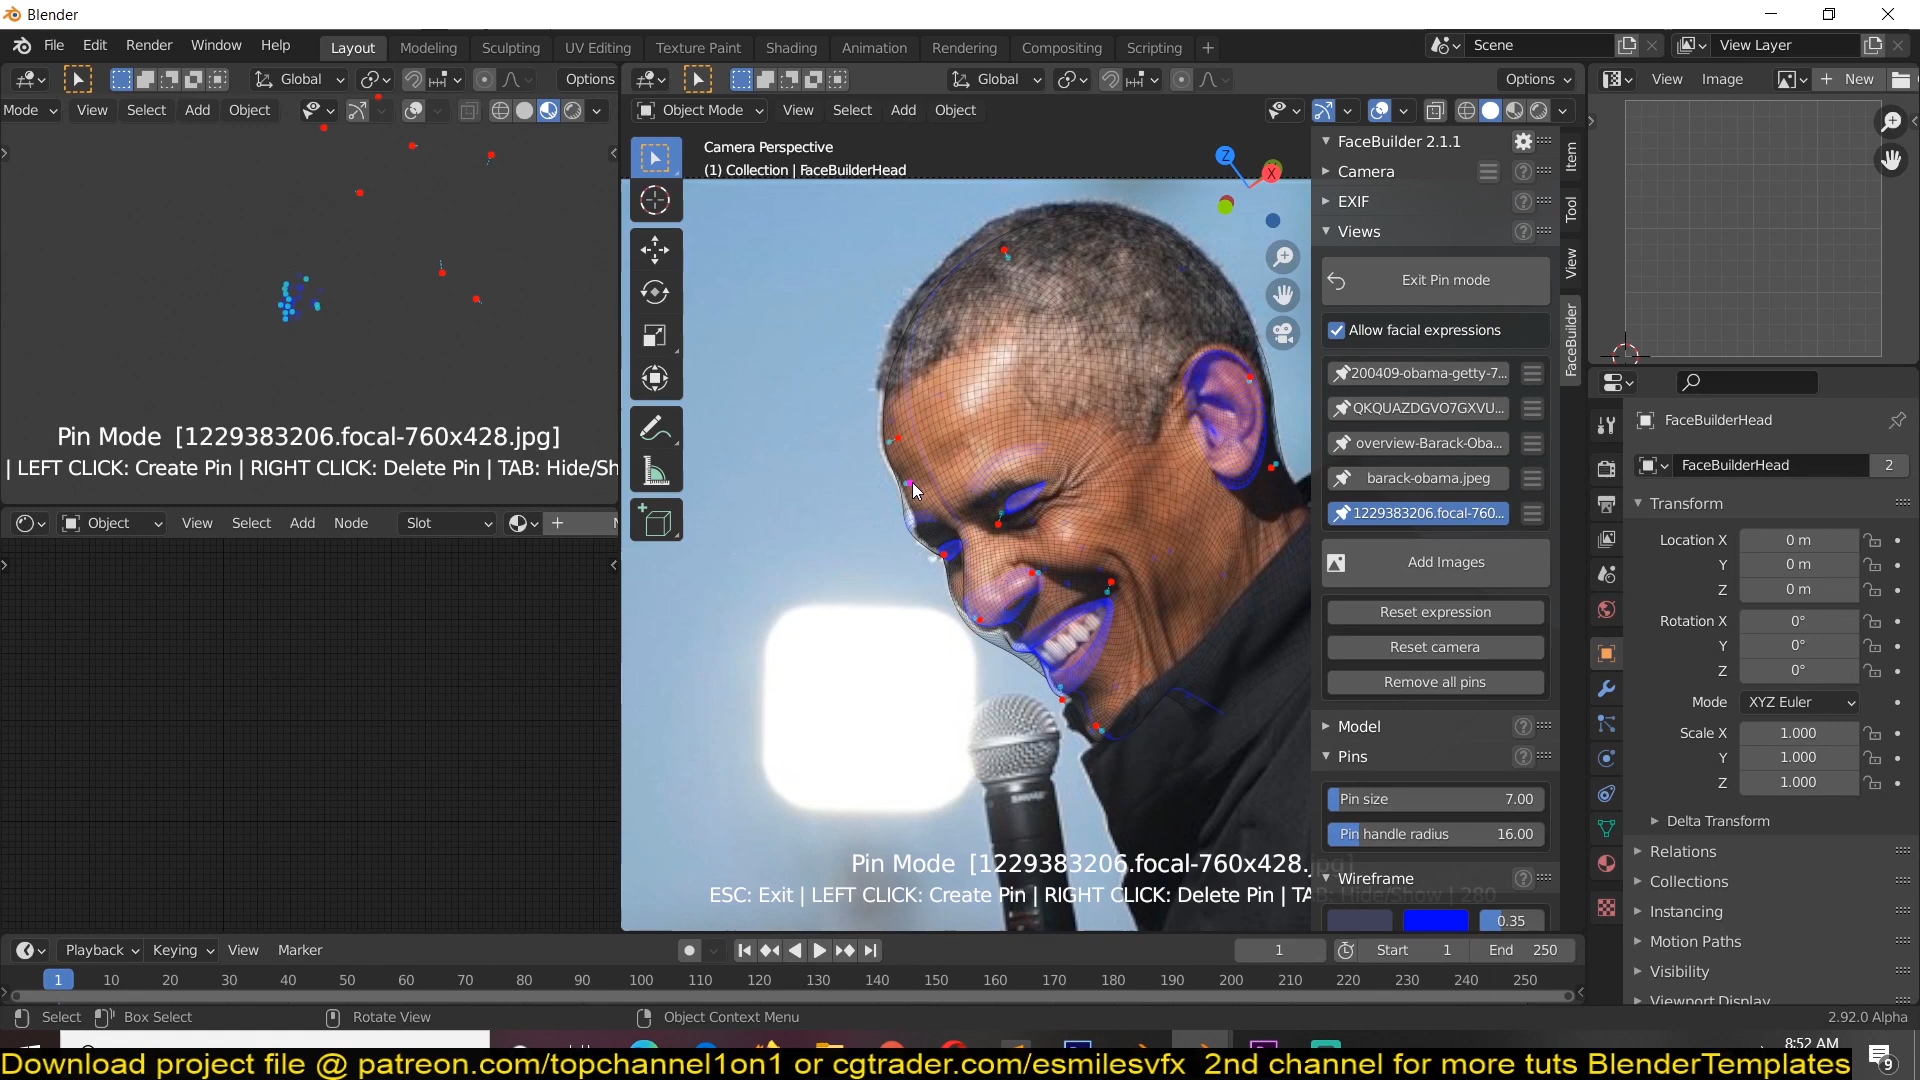 Blender
File Edit Render Window Help Layout Modeling Sculpting UV Editing Texture Paint Shading Animation Rendering Compositing Scripting + Scene View Layer
Global Options Global Options View Image + New
Mode View Select Add Object Object Mode View Select Add Object
Camera Perspective
(1) Collection | FaceBuilderHead
Z
X
FaceBuilder 2.1.1
Camera
EXIF
Views
Exit Pin mode
Allow facial expressions
200409-obama-getty-7...
QKQUAZDGVO7GXVU...
overview-Barack-Oba...
barack-obama.jpeg
1229383206.focal-760...
Add Images
Reset expression
Reset camera
Remove all pins
Model
Pins
Pin size 7.00
Pin handle radius 16.00
Wireframe
0.35
Item
Tool
View
FaceBuilder
Pin Mode [1229383206.focal-760x428.jpg]
| LEFT CLICK: Create Pin | RIGHT CLICK: Delete Pin | TAB: Hide/Sh
Object View Select Add Node Slot +
Pin Mode [1229383206.focal-760x428.jpg]
ESC: Exit | LEFT CLICK: Create Pin | RIGHT CLICK: Delete Pin | TAB: Hide/Show | 280
FaceBuilderHead
FaceBuilderHead 2
Transform
Location X 0 m
Y 0 m
Z 0 m
Rotation X 0°
Y 0°
Z 0°
Mode XYZ Euler
Scale X 1.000
Y 1.000
Z 1.000
Delta Transform
Relations
Collections
Instancing
Motion Paths
Visibility
Viewport Display
Playback Keying View Marker 1 Start 1 End 250
1 10 20 30 40 50 60 70 80 90 100 110 120 130 140 150 160 170 180 190 200 210 220 230 240 250
Select Box Select Rotate View Object Context Menu 2.92.0 Alpha
8:52 AM
9
Download project file @ patreon.com/topchannel1on1 or cgtrader.com/esmilesvfx 2nd channel for more tuts BlenderTemplates